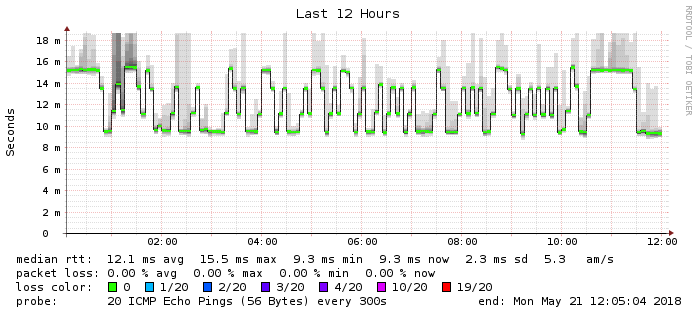 Last 12 Hours
RRDTOOL / TOBI OETIKER
Seconds
18 m
16 m
14 m
12 m
10 m
8 m
6 m
4 m
2 m
0
02:00 04:00 06:00 08:00 10:00 12:00
median rtt: 12.1 ms avg 15.5 ms max 9.3 ms min 9.3 ms now 2.3 ms sd 5.3 am/s
packet loss: 0.00 % avg 0.00 % max 0.00 % min 0.00 % now
loss color: 0 1/20 2/20 3/20 4/20 10/20 19/20
probe: 20 ICMP Echo Pings (56 Bytes) every 300s end: Mon May 21 12:05:04 2018